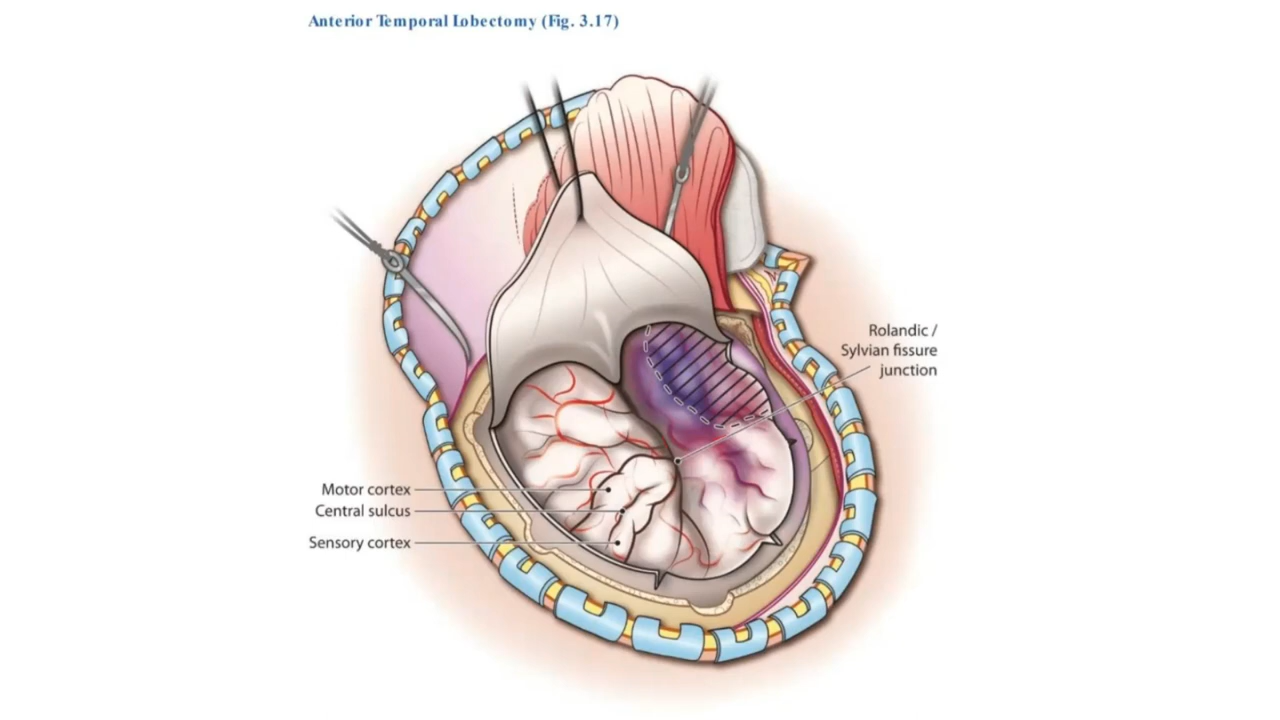 Anterior Temporal Lobectomy (Fig. 3.17)
Rolandic /
Sylvian fissure
junction
Motor cortex
Central sulcus
Sensory cortex